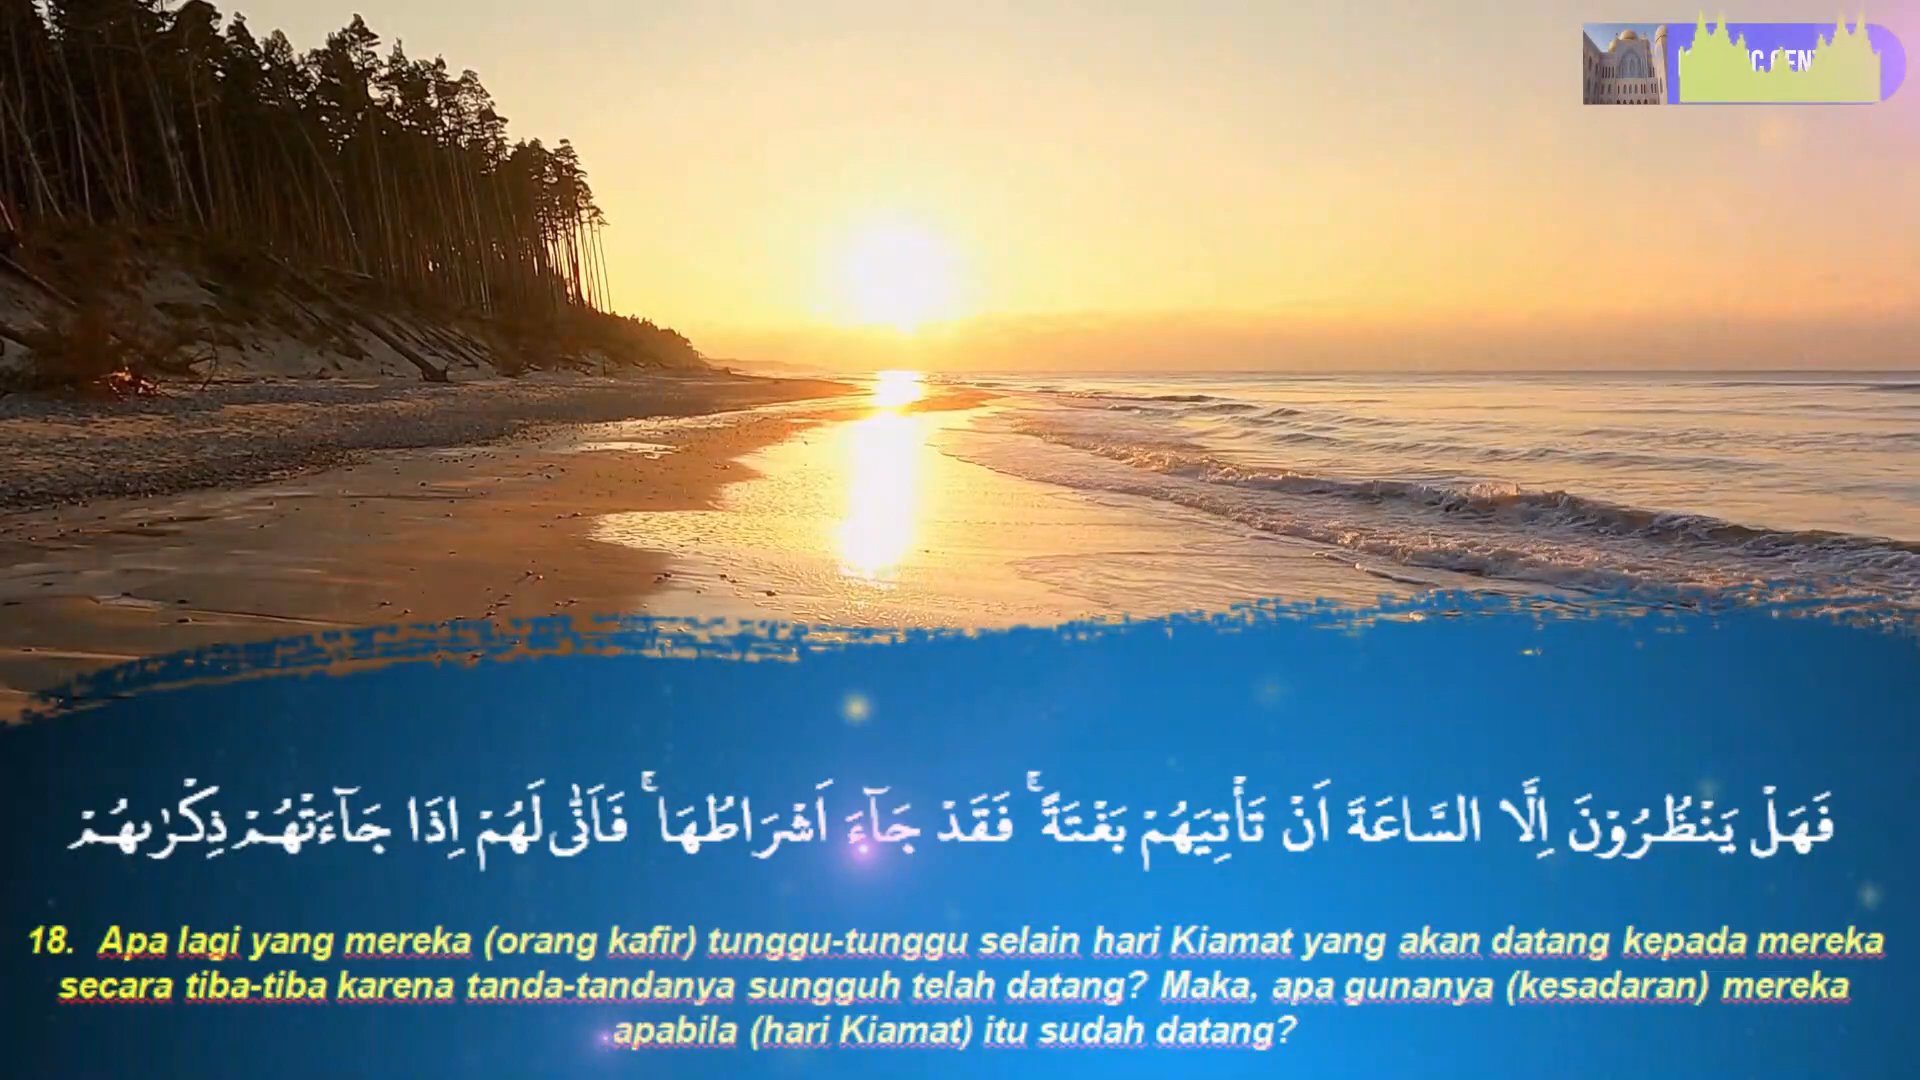 فَهَلْ يَنْظُرُوْنَ اِلَّا السَّاعَةَ اَنْ تَأْتِيَهُمْ بَغْتَةً ۚ فَقَدْ جَاۤءَ اَشْرَاطُهَا ۚ فَاَنّٰى لَهُمْ اِذَا جَاۤءَتْهُمْ ذِكْرٰىهُمْ
18. Apa lagi yang mereka (orang kafir) tunggu-tunggu selain hari Kiamat yang akan datang kepada mereka
secara tiba-tiba karena tanda-tandanya sungguh telah datang? Maka, apa gunanya (kesadaran) mereka
apabila (hari Kiamat) itu sudah datang?